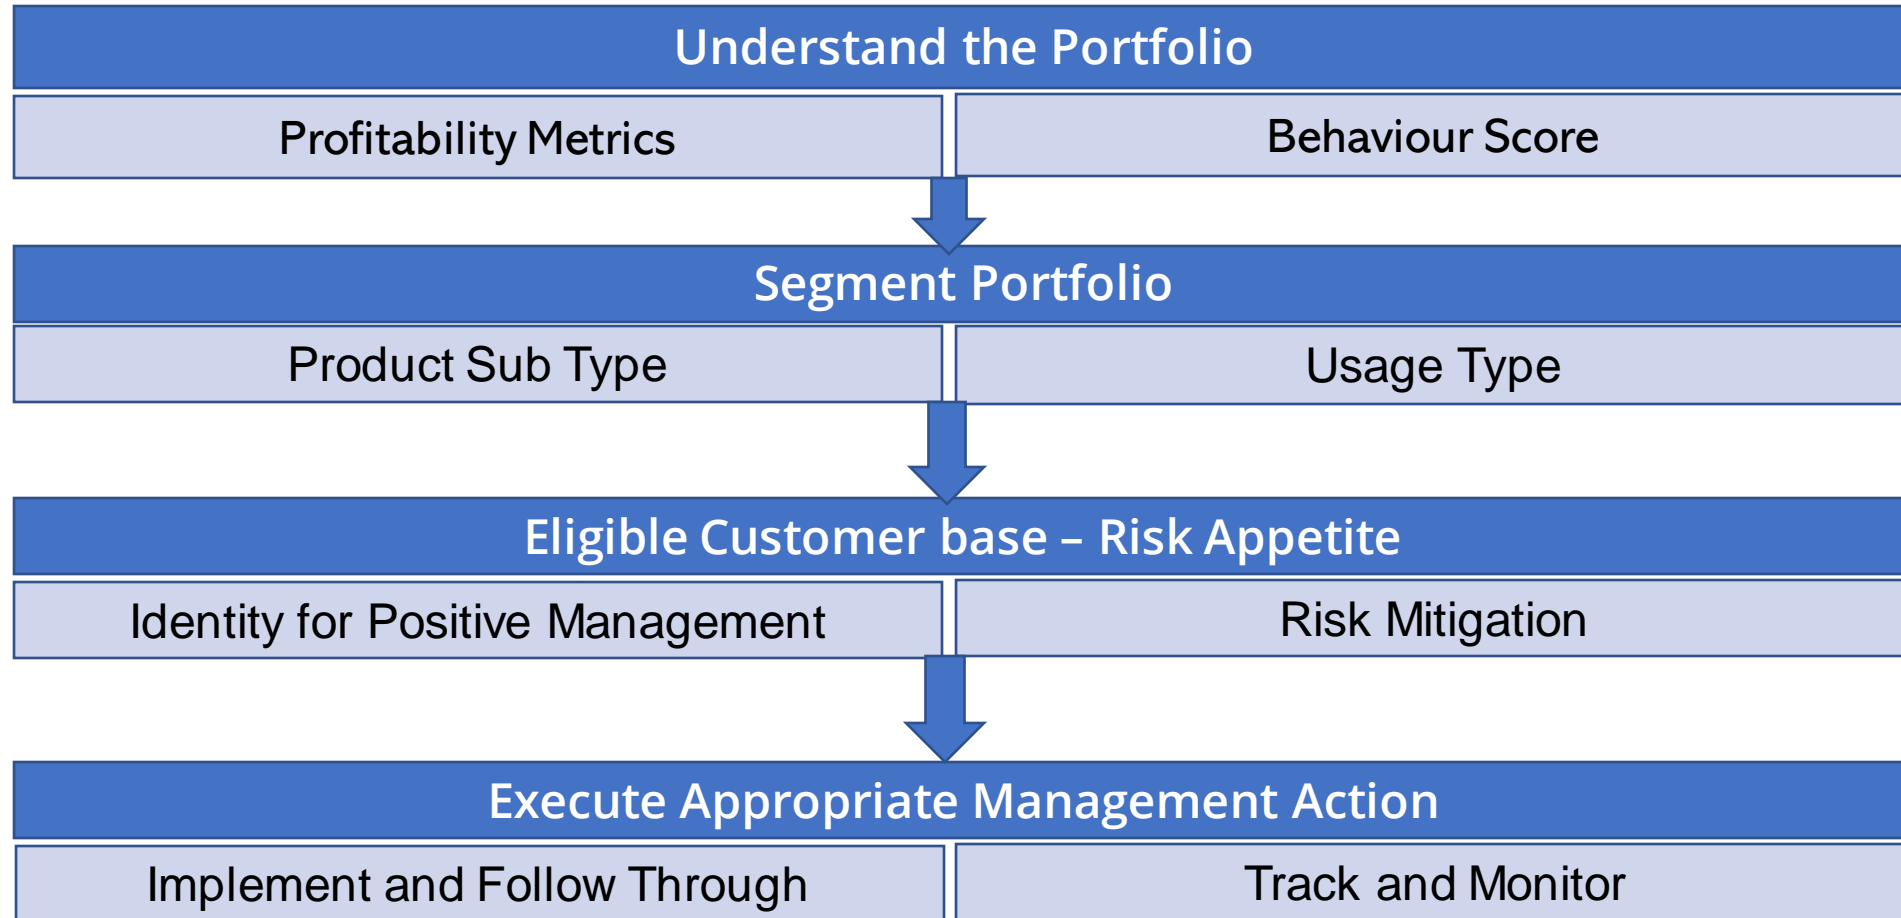 Understand the Portfolio
Profitability Metrics
Behaviour Score
Segment Portfolio
Product Sub Type
Usage Type
Eligible Customer base – Risk Appetite
Identity for Positive Management
Risk Mitigation
Execute Appropriate Management Action
Implement and Follow Through
Track and Monitor